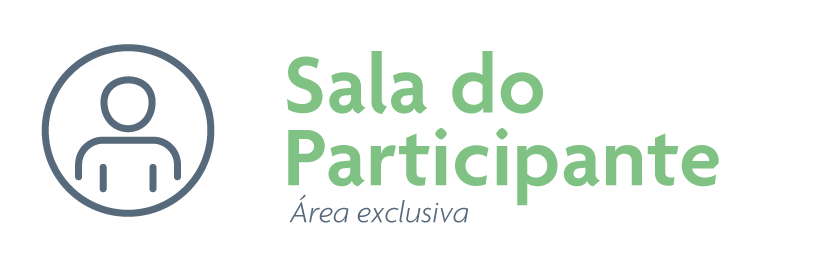 Sala do
Participante
Área exclusiva